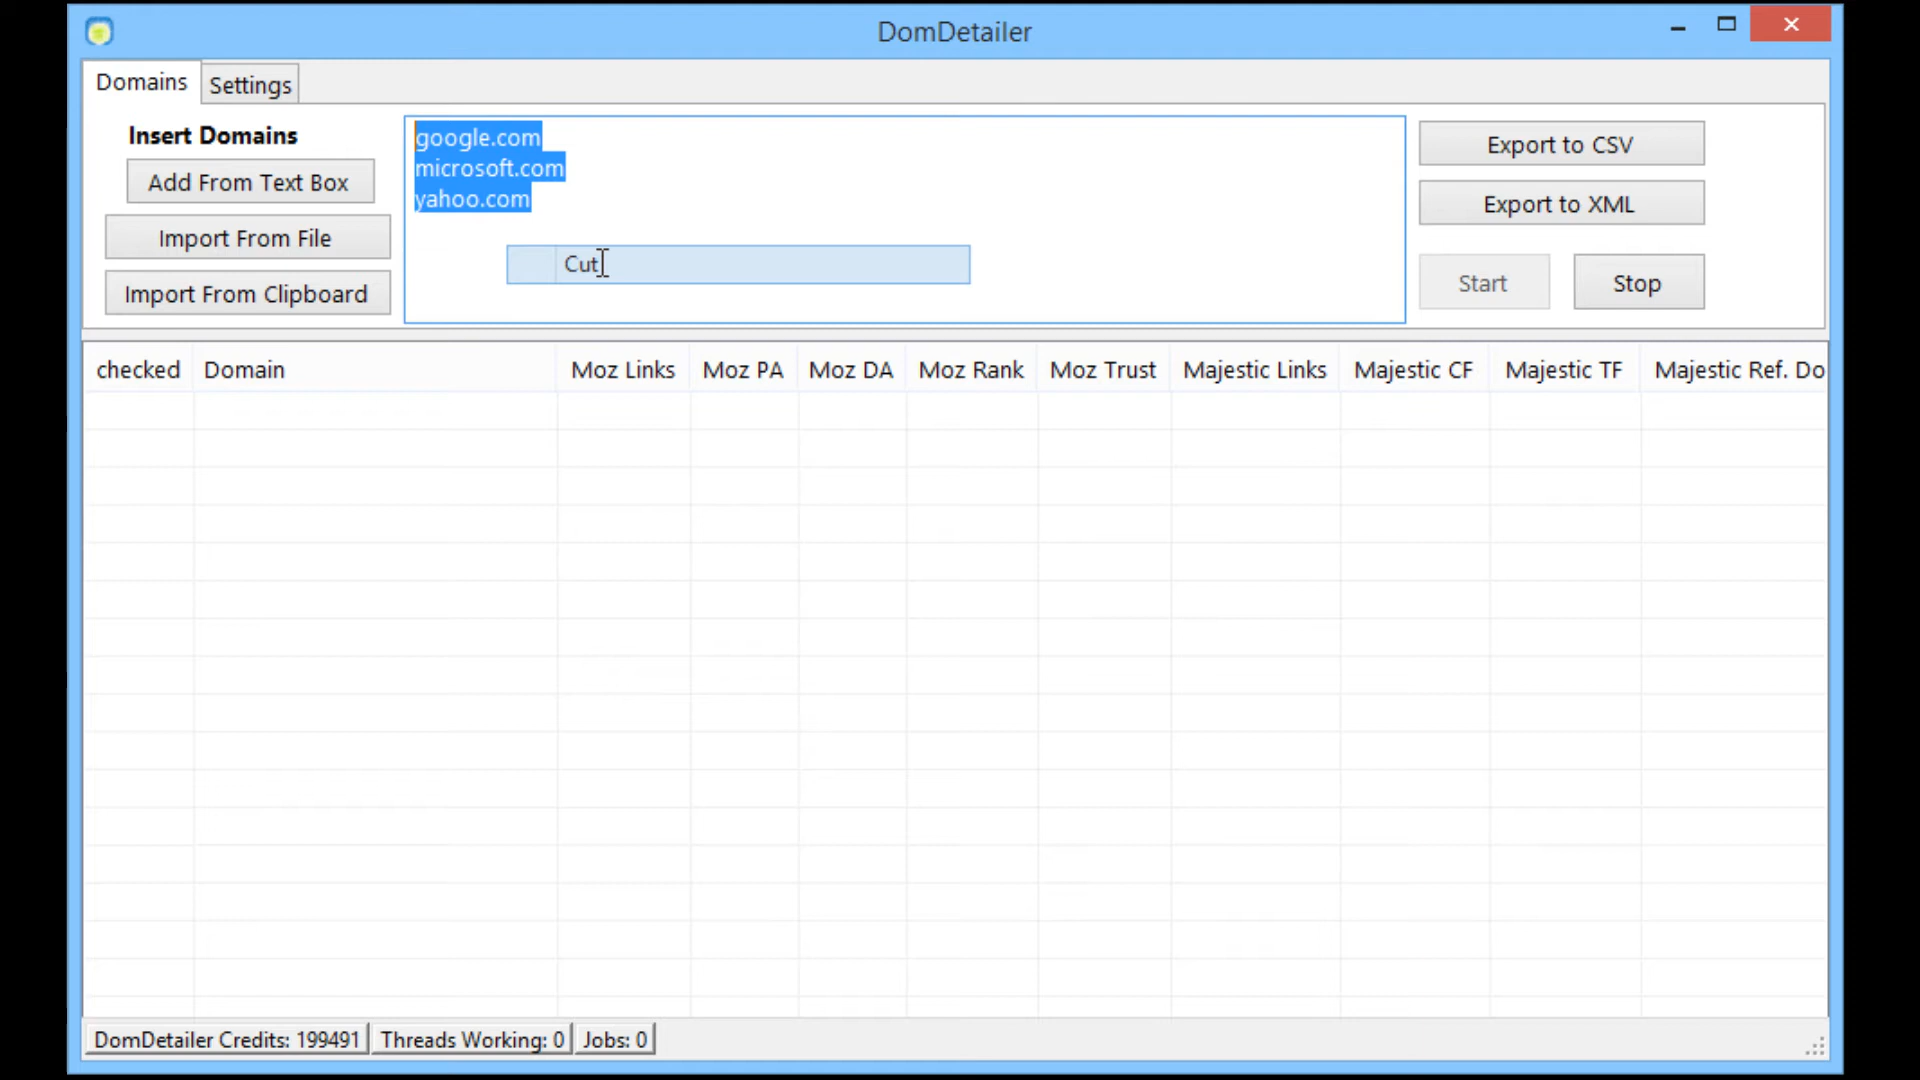 DomDetailer
Domains
Settings
Insert Domains
Add From Text Box
Import From File
Import From Clipboard
google.com
microsoft.com
yahoo.com
Cut
Export to CSV
Export to XML
Start
Stop
checked Domain Moz Links Moz PA Moz DA Moz Rank Moz Trust Majestic Links Majestic CF Majestic TF Majestic Ref. Do
DomDetailer Credits: 199491 Threads Working: 0 Jobs: 0